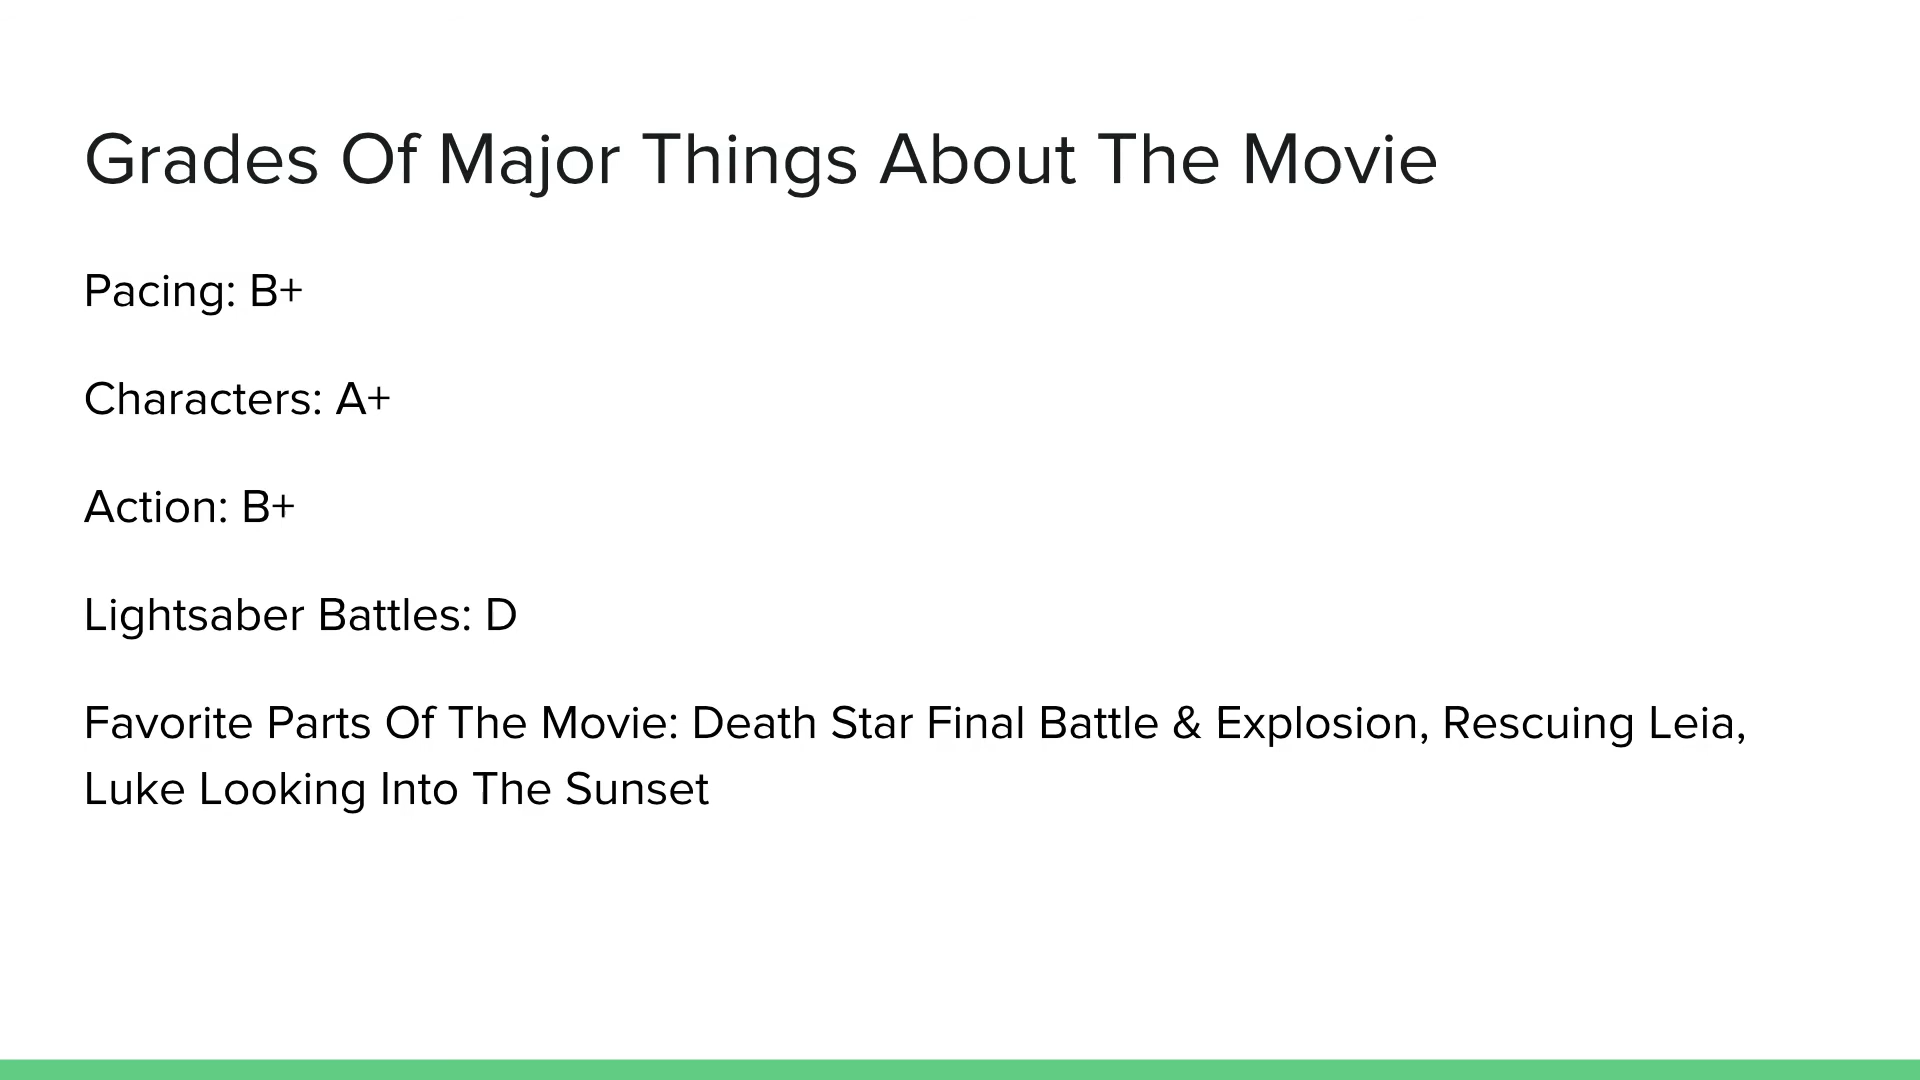 Grades Of Major Things About The Movie
Pacing: B+
Characters: A+
Action: B+
Lightsaber Battles: D
Favorite Parts Of The Movie: Death Star Final Battle & Explosion, Rescuing Leia,
Luke Looking Into The Sunset